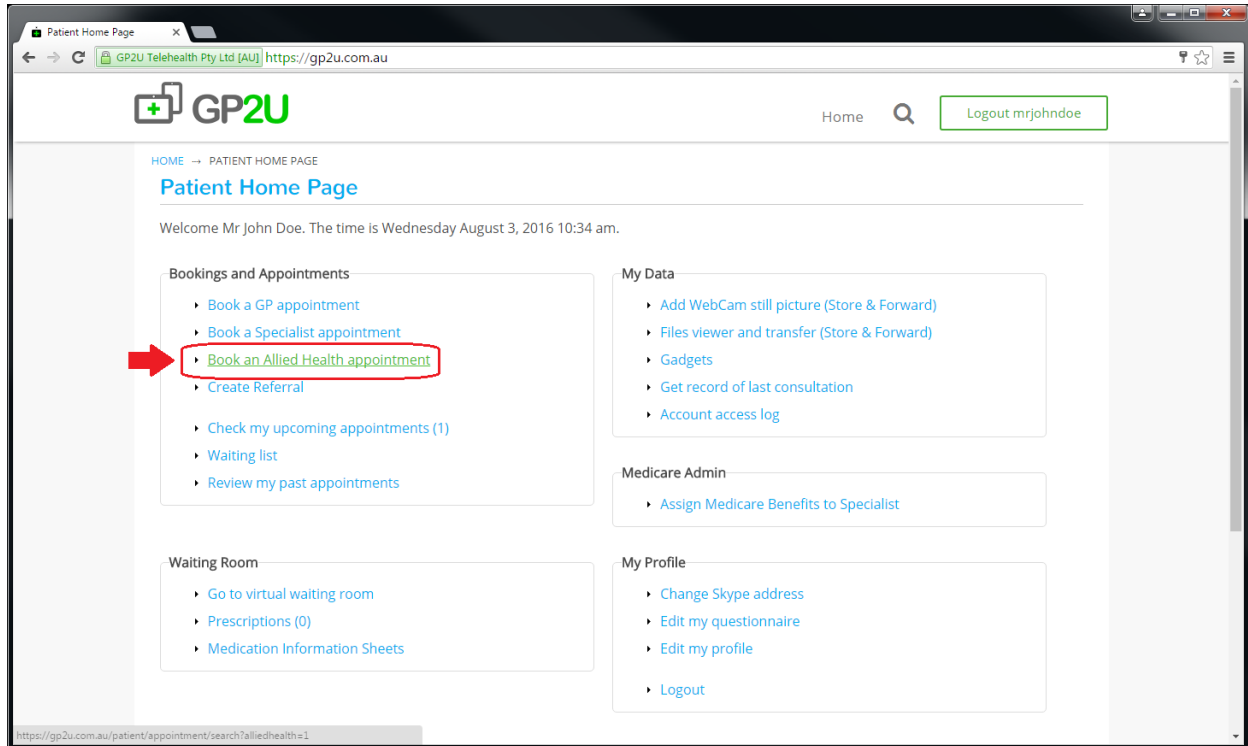 Patient Home Page
GP2U Telehealth Pty Ltd [AU] https://gp2u.com.au
GP2U
Home
Logout mrjohndoe
HOME → PATIENT HOME PAGE
Patient Home Page
Welcome Mr John Doe. The time is Wednesday August 3, 2016 10:34 am.
Bookings and Appointments
Book a GP appointment
Book a Specialist appointment
Book an Allied Health appointment
Create Referral
Check my upcoming appointments (1)
Waiting list
Review my past appointments
My Data
Add WebCam still picture (Store & Forward)
Files viewer and transfer (Store & Forward)
Gadgets
Get record of last consultation
Account access log
Medicare Admin
Assign Medicare Benefits to Specialist
Waiting Room
Go to virtual waiting room
Prescriptions (0)
Medication Information Sheets
My Profile
Change Skype address
Edit my questionnaire
Edit my profile
Logout
https://gp2u.com.au/patient/appointment/search?alliedhealth=1